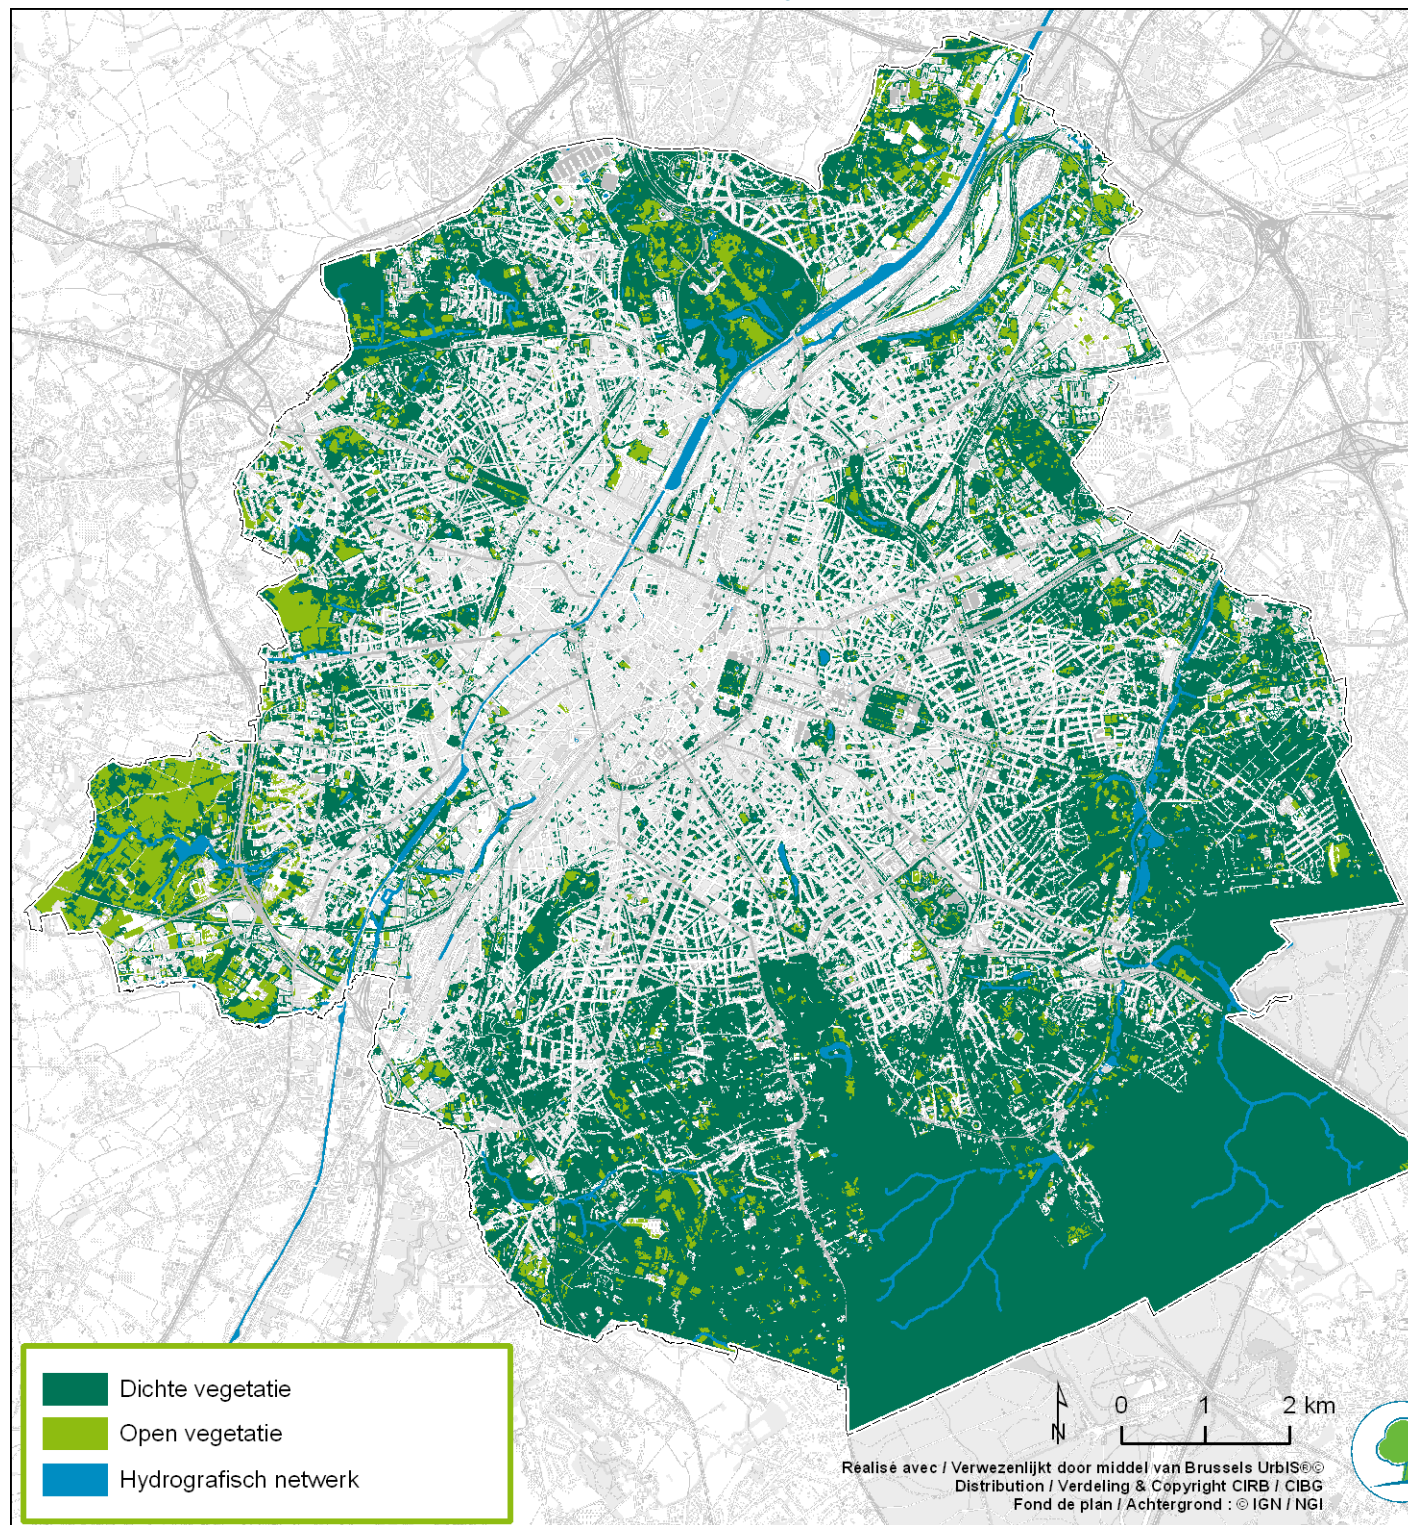 Dichte vegetatie
Open vegetatie
Hydrografisch netwerk
N
0 1 2 km
Réalisé avec / Verwezenlijkt door middel van Brussels UrbIS®©
Distribution / Verdeling & Copyright CIRB / CIBG
Fond de plan / Achtergrond : © IGN / NGI